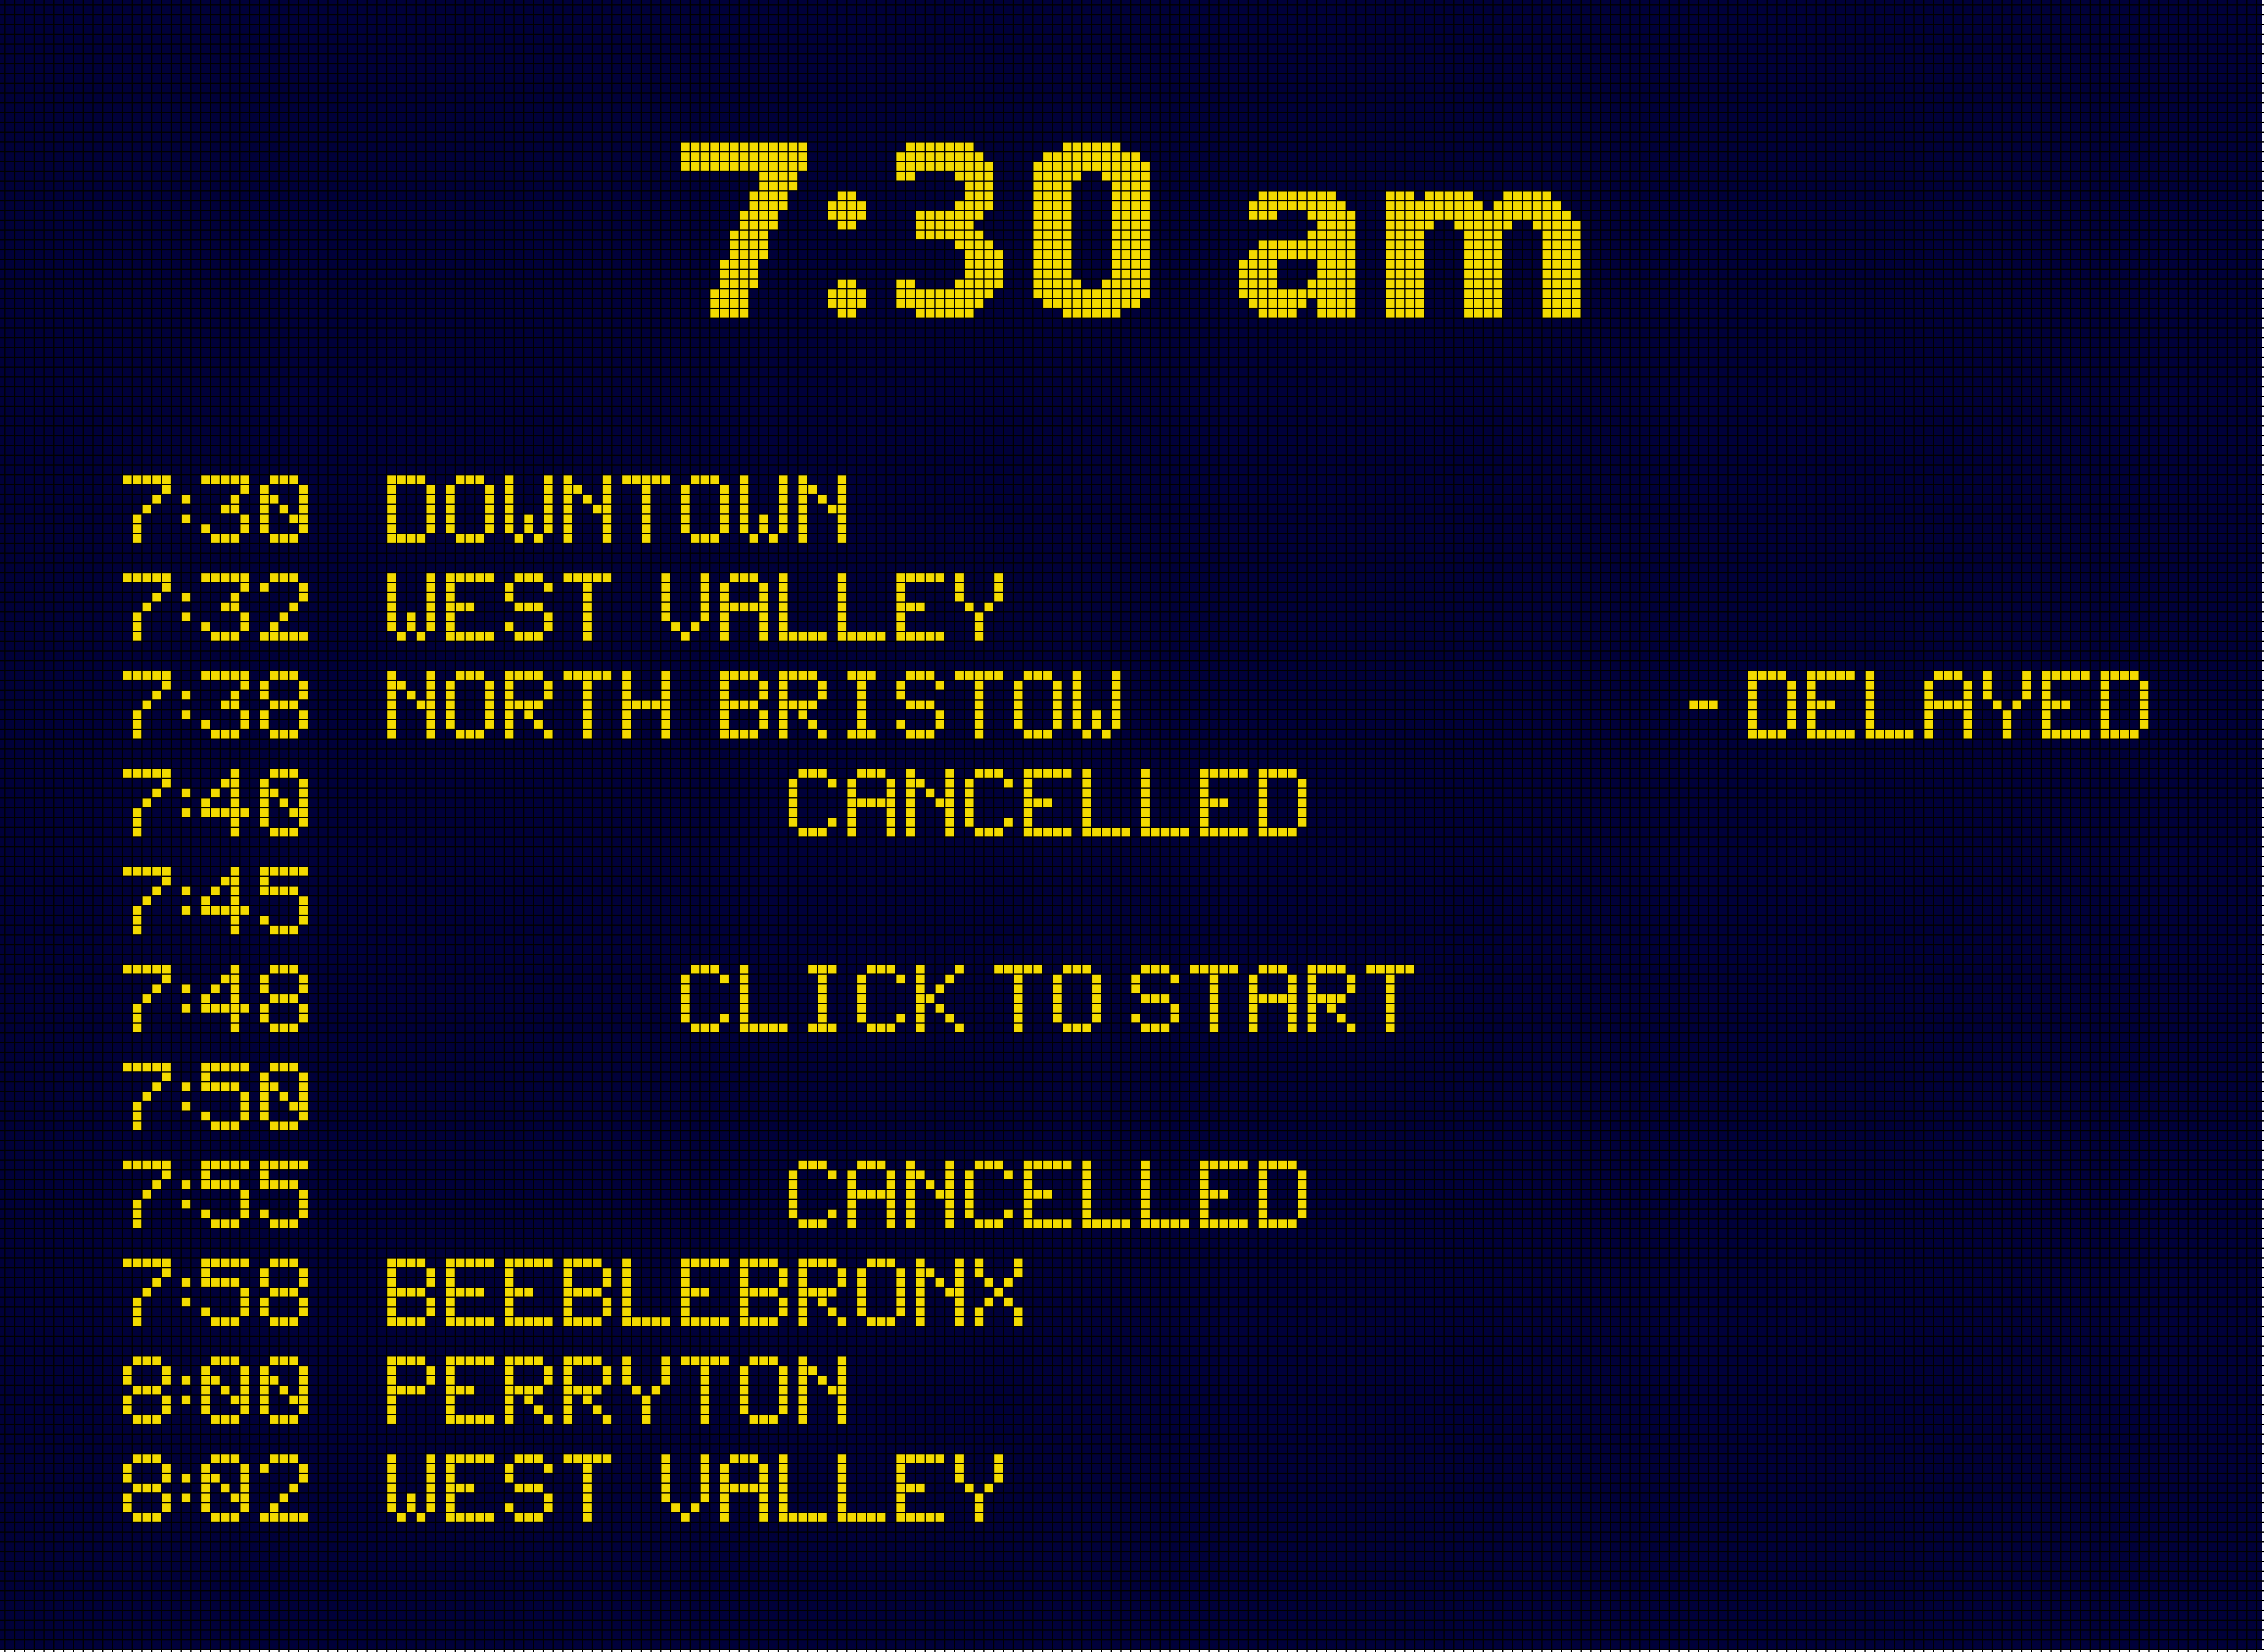 7:30 am
7:30 DOWNTOWN
7:32 WEST VALLEY
7:38 NORTH BRISTOW - DELAYED
7:40 CANCELLED
7:45
7:48 CLICK TO START
7:50
7:55 CANCELLED
7:58 BEEBLEBRONX
8:00 PERRYTON
8:02 WEST VALLEY